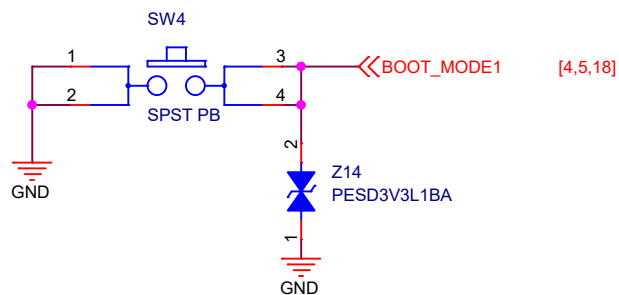 SW4
1
3
BOOT_MODE1 [4,5,18]
2
4
SPST PB
2
Z14
GND
PESD3V3L1BA
1
GND